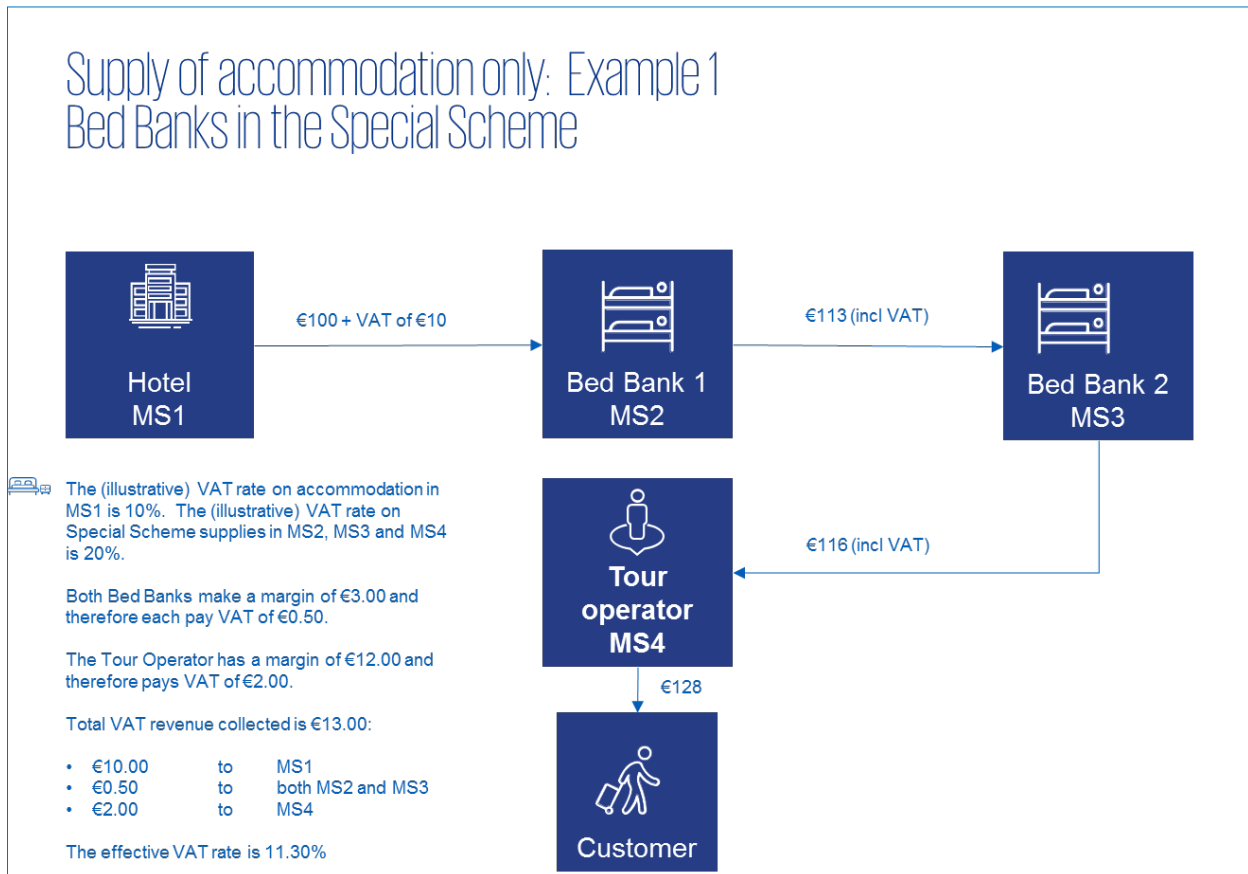 Supply of accommodation only: Example 1
Bed Banks in the Special Scheme
Hotel
MS1
€100 + VAT of €10
Bed Bank 1
MS2
€113 (incl VAT)
Bed Bank 2
MS3
€116 (incl VAT)
Tour
operator
MS4
€128
Customer
The (illustrative) VAT rate on accommodation in
MS1 is 10%. The (illustrative) VAT rate on
Special Scheme supplies in MS2, MS3 and MS4
is 20%.
Both Bed Banks make a margin of €3.00 and
therefore each pay VAT of €0.50.
The Tour Operator has a margin of €12.00 and
therefore pays VAT of €2.00.
Total VAT revenue collected is €13.00:
• €10.00 to MS1
• €0.50 to both MS2 and MS3
• €2.00 to MS4
The effective VAT rate is 11.30%